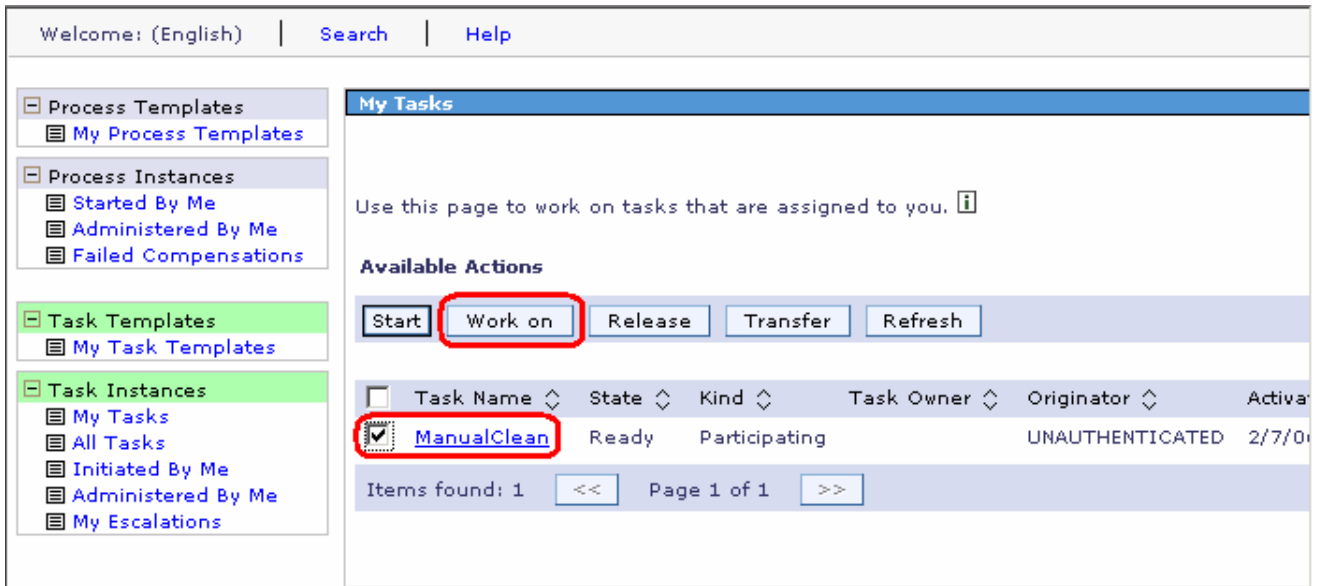 Welcome: (English) | Search | Help
Process Templates
My Process Templates
Process Instances
Started By Me
Administered By Me
Failed Compensations
Task Templates
My Task Templates
Task Instances
My Tasks
All Tasks
Initiated By Me
Administered By Me
My Escalations
My Tasks
Use this page to work on tasks that are assigned to you. i
Available Actions
Start Work on Release Transfer Refresh
Task Name State Kind Task Owner Originator
ManualClean Ready Participating UNAUTHENTICATED
Items found: 1 << Page 1 of 1 >>